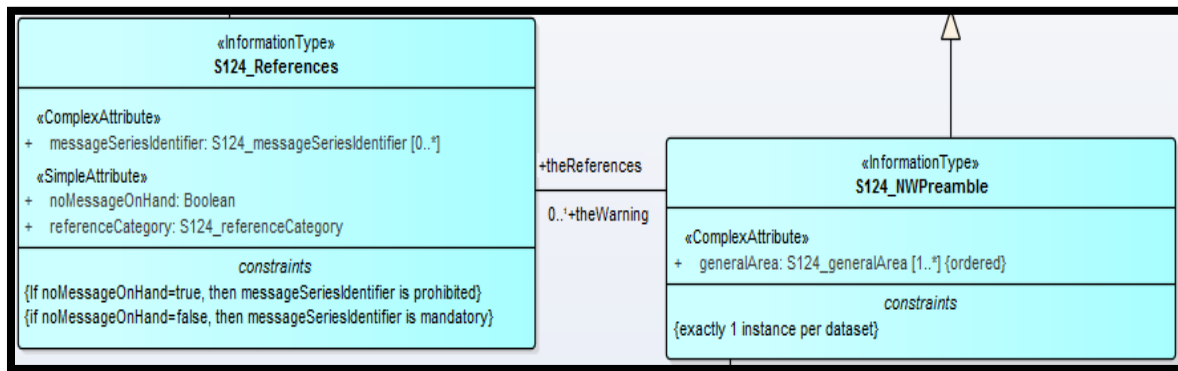 «InformationType»
S124_References
«ComplexAttribute»
+ messageSeriesIdentifier: S124_messageSeriesIdentifier [0..*]
«SimpleAttribute»
+ noMessageOnHand: Boolean
+ referenceCategory: S124_referenceCategory
constraints
{If noMessageOnHand=true, then messageSeriesIdentifier is prohibited}
{if noMessageOnHand=false, then messageSeriesIdentifier is mandatory}
+theReferences
0..*+theWarning
«InformationType»
S124_NWPreamble
«ComplexAttribute»
+ generalArea: S124_generalArea [1..*] {ordered}
constraints
{exactly 1 instance per dataset}